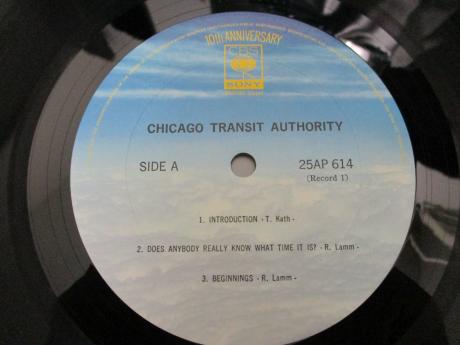 10th ANNIVERSARY
CBS
SONY
CHICAGO TRANSIT AUTHORITY
SIDE A
25AP 614
(Record 1)
1. INTRODUCTION - T. Kath -
2. DOES ANYBODY REALLY KNOW WHAT TIME IT IS? - R. Lamm -
3. BEGINNINGS - R. Lamm -